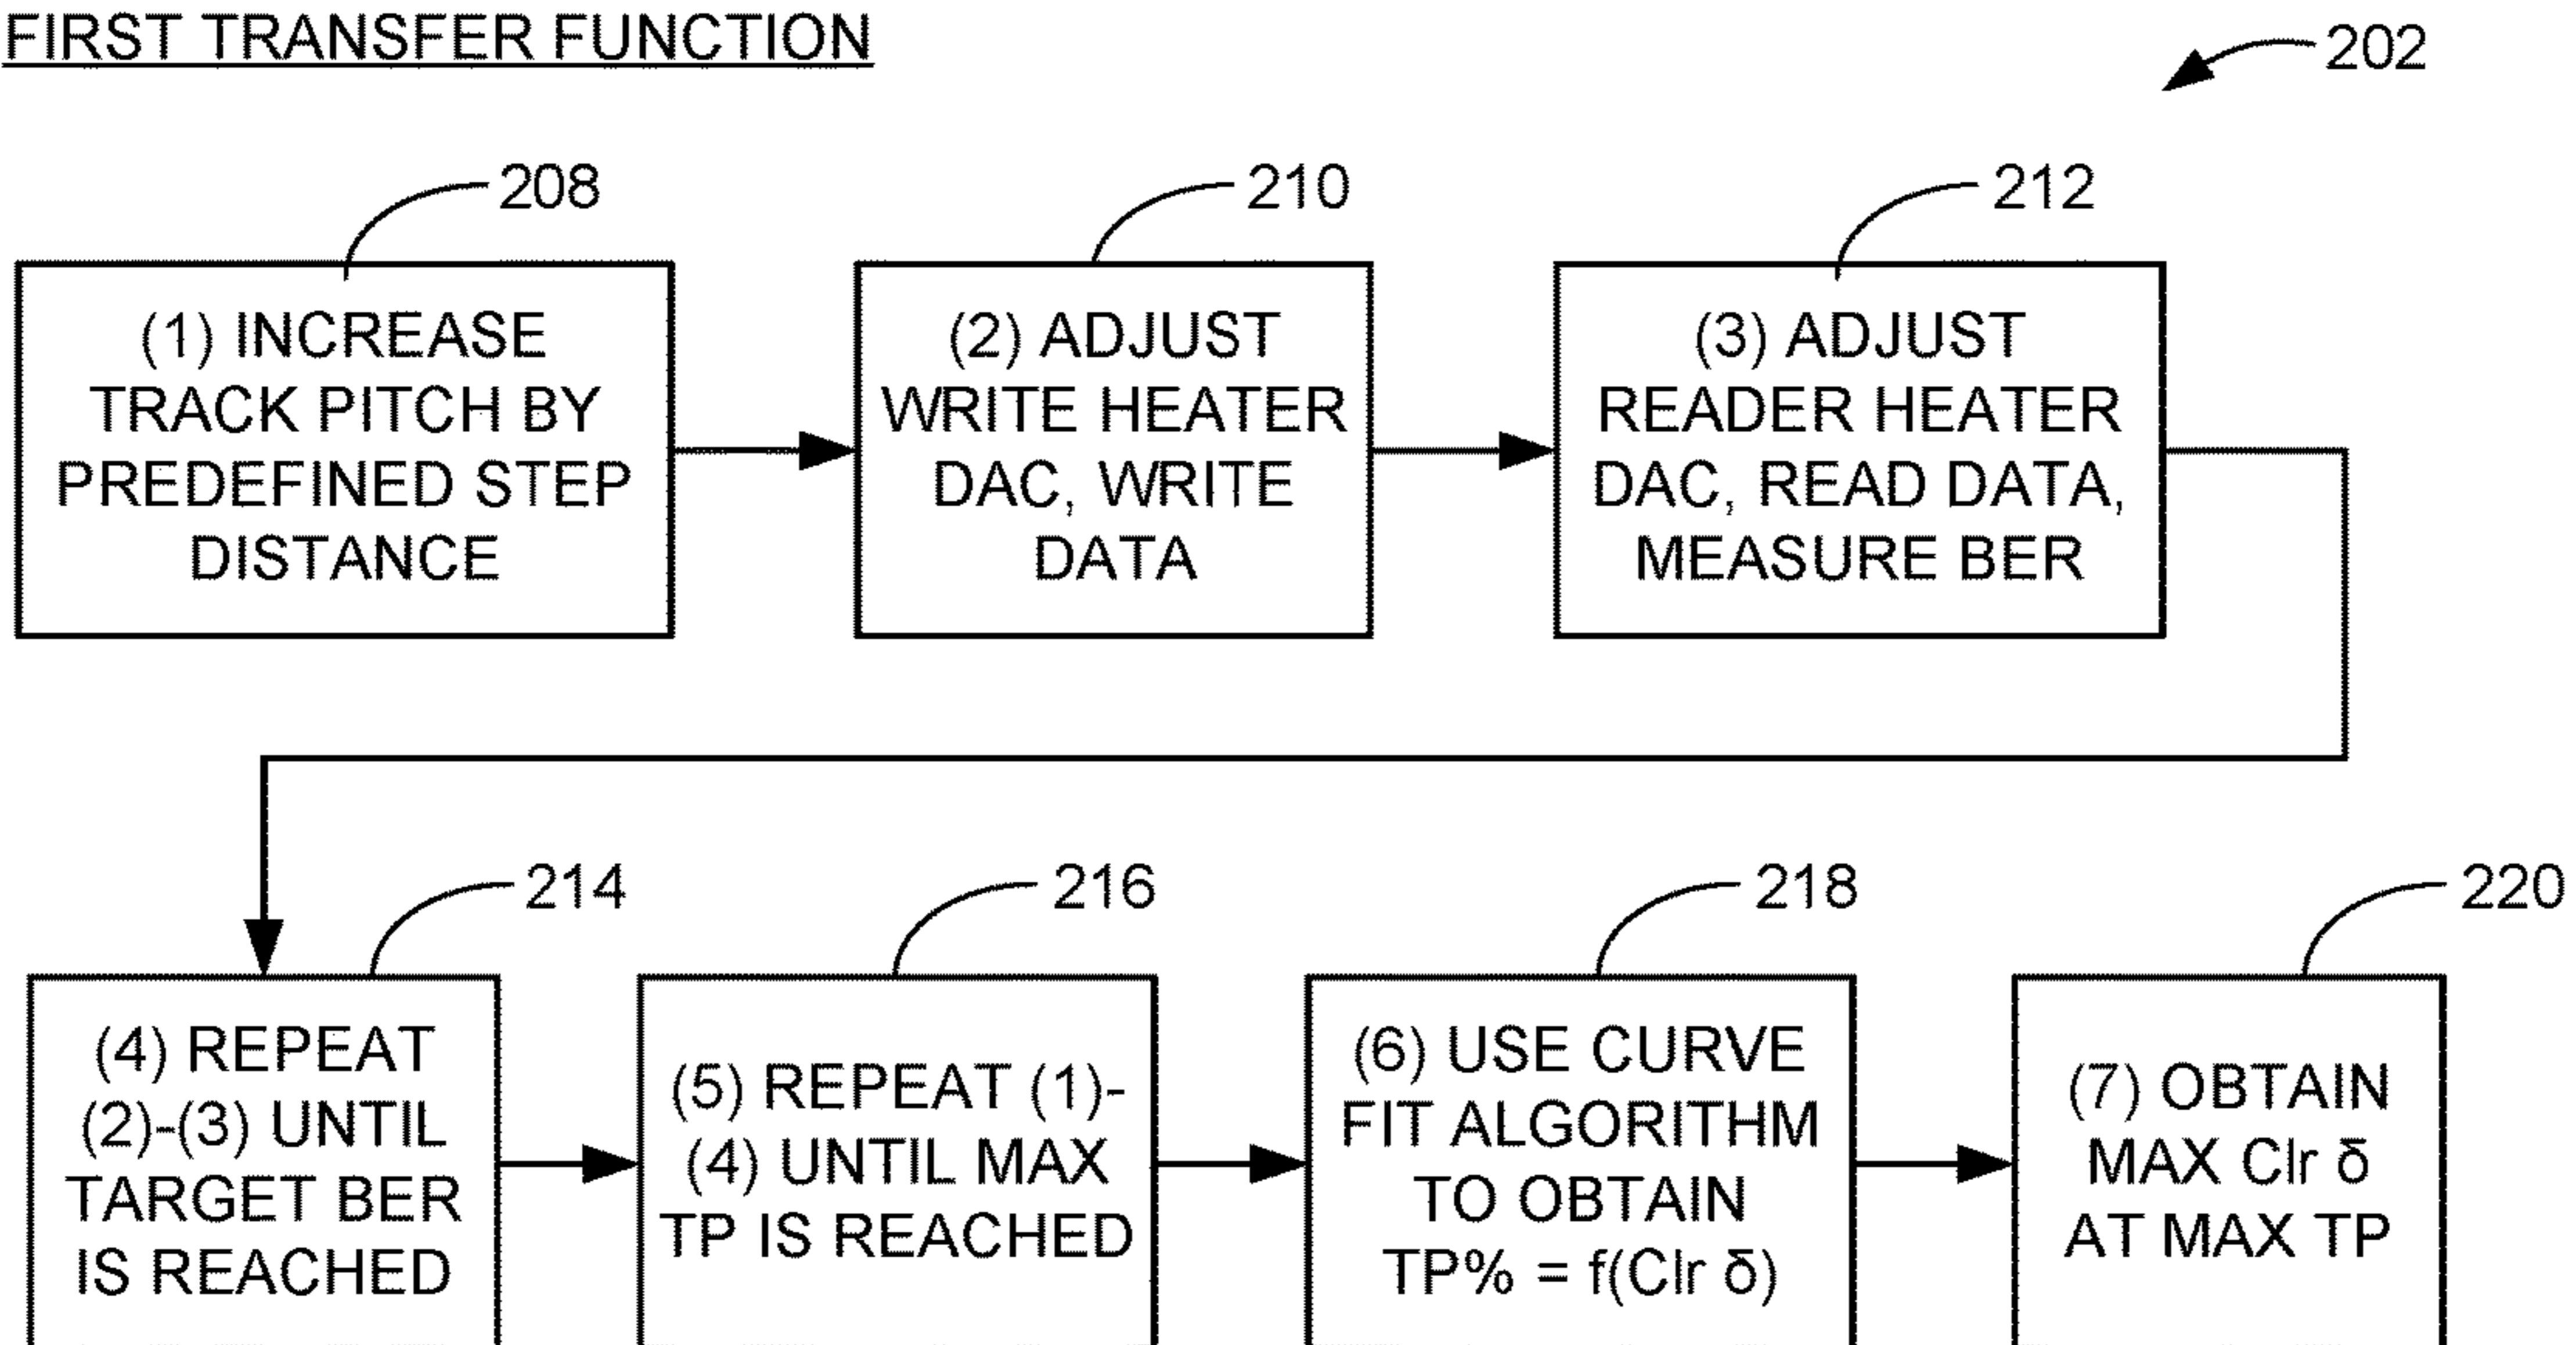 FIRST TRANSFER FUNCTION
202
208
210
212
(1) INCREASE
TRACK PITCH BY
PREDEFINED STEP
DISTANCE
(2) ADJUST
WRITE HEATER
DAC, WRITE
DATA
(3) ADJUST
READER HEATER
DAC, READ DATA,
MEASURE BER
214
216
218
220
(4) REPEAT
(2)-(3) UNTIL
TARGET BER
IS REACHED
(5) REPEAT (1)-
(4) UNTIL MAX
TP IS REACHED
(6) USE CURVE
FIT ALGORITHM
TO OBTAIN
TP% = f(Clr δ)
(7) OBTAIN
MAX Clr δ
AT MAX TP